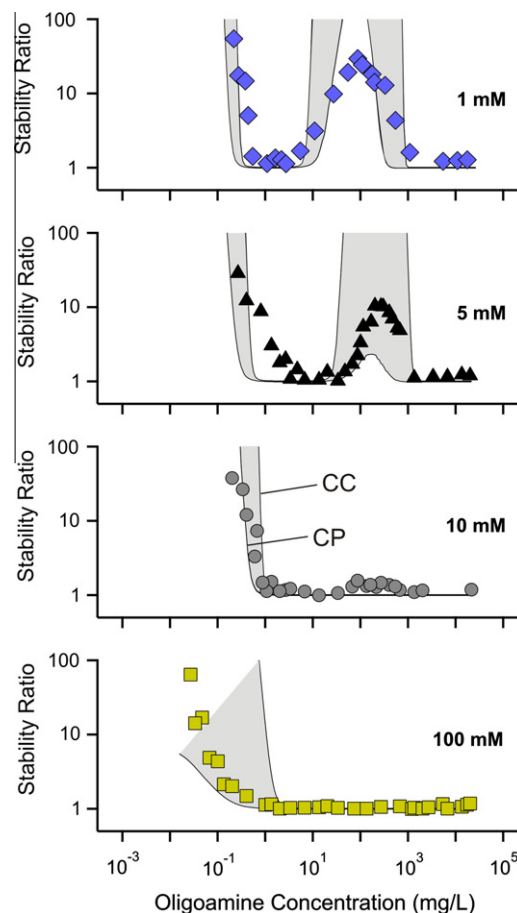 100
10
1
Stability Ratio
1 mM
100
10
1
Stability Ratio
5 mM
100
10
1
Stability Ratio
CC
CP
10 mM
100
10
1
Stability Ratio
100 mM
10⁻³ 10⁻¹ 10¹ 10³ 10⁵
Oligoamine Concentration (mg/L)